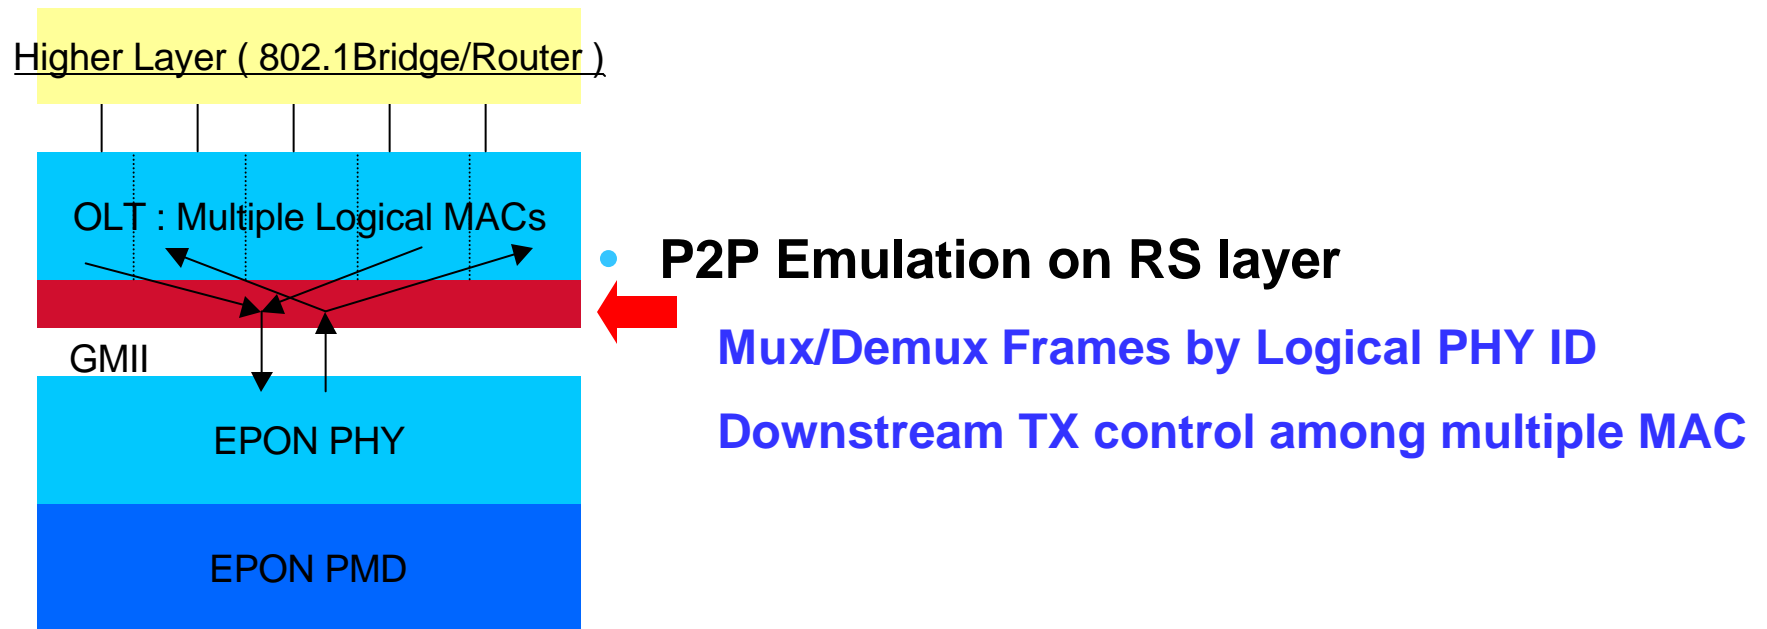 Higher Layer ( 802.1Bridge/Router )
OLT : Multiple Logical MACs
GMII
EPON PHY
EPON PMD
• P2P Emulation on RS layer
Mux/Demux Frames by Logical PHY ID
Downstream TX control among multiple MAC